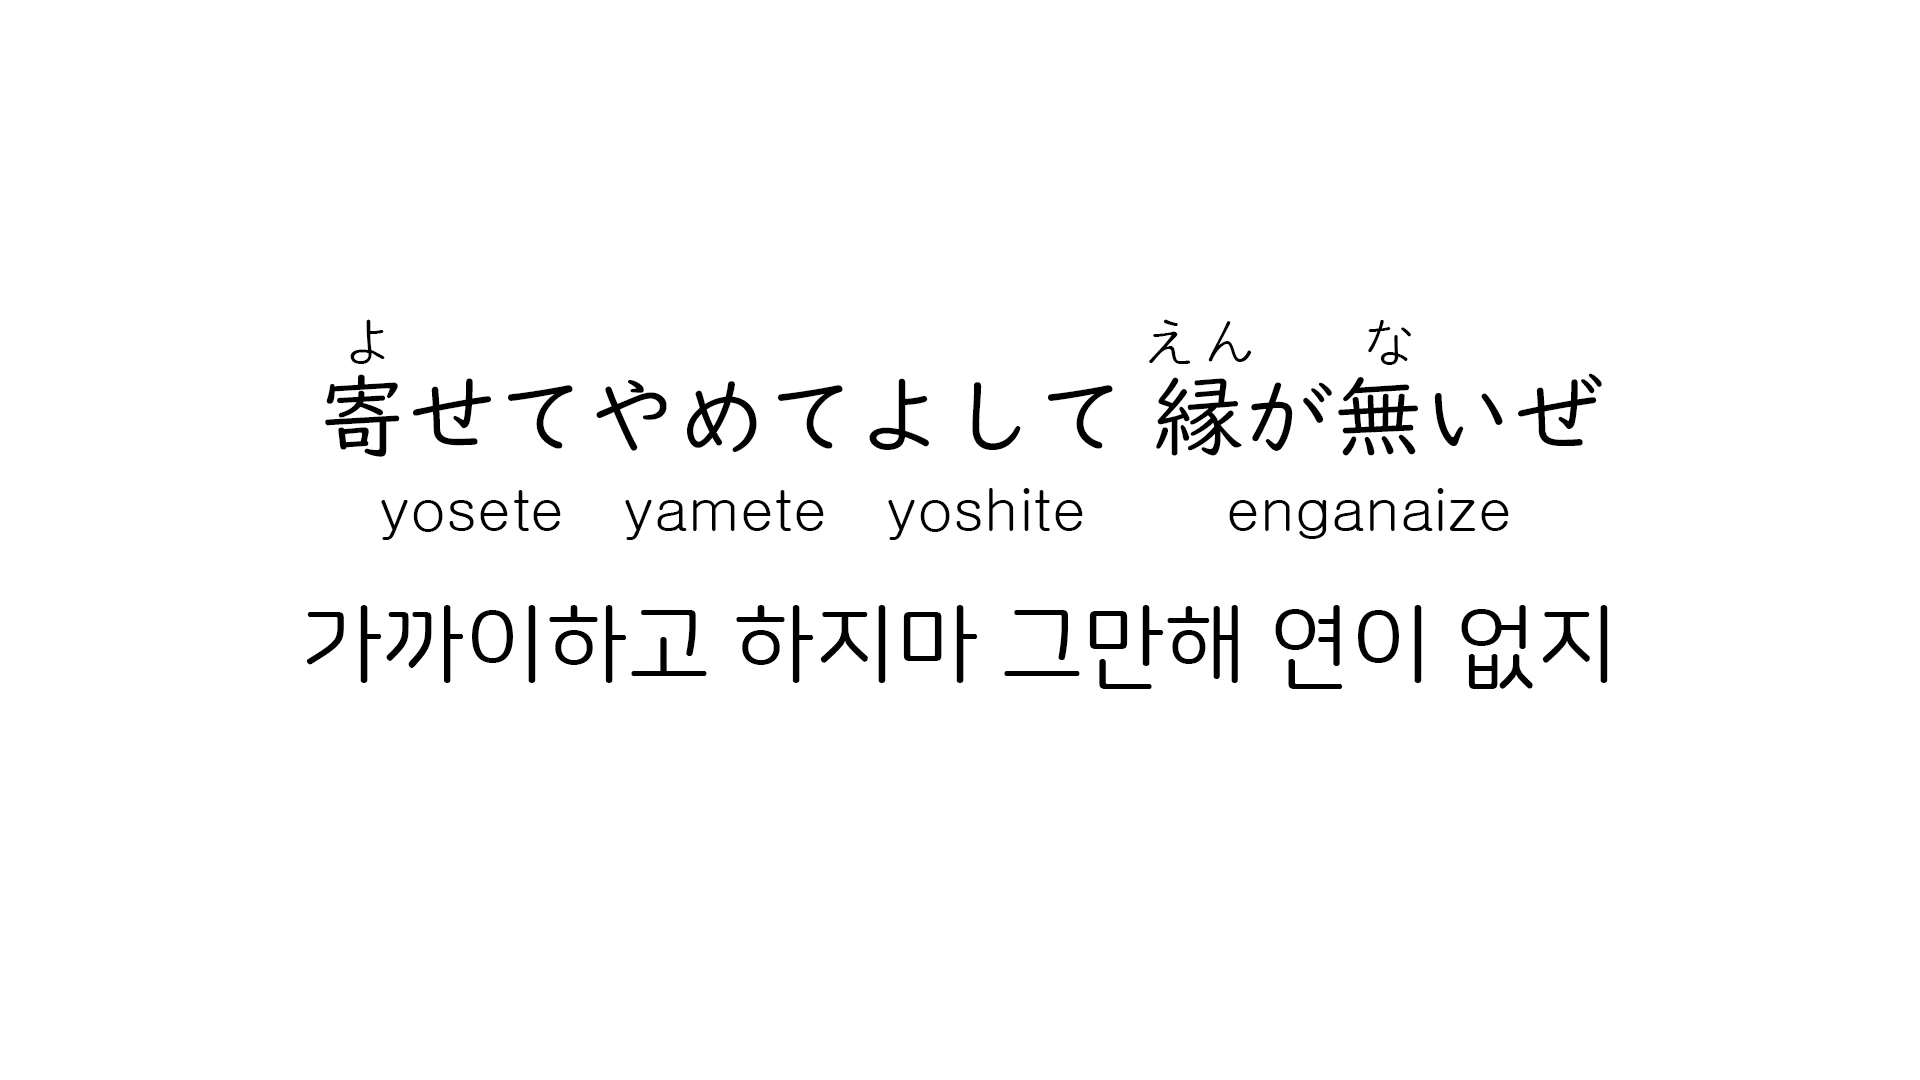 よ えん な
寄せてやめてよして 縁が無いぜ
yosete yamete yoshite enganaize
가까이하고 하지마 그만해 연이 없지